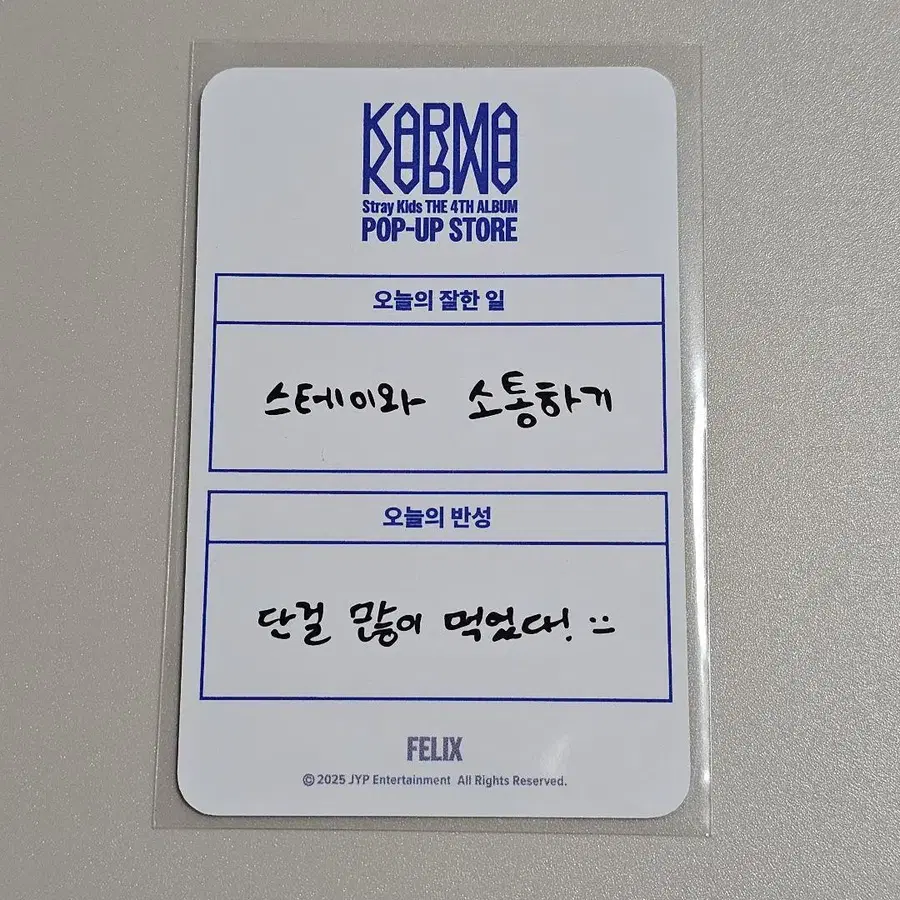 KARMA
Stray Kids THE 4TH ALBUM
POP-UP STORE
오늘의 잘한 일
스테이와 소통하기
오늘의 반성
단걸 많이 먹었다! :)
FELIX
© 2025 JYP Entertainment All Rights Reserved.